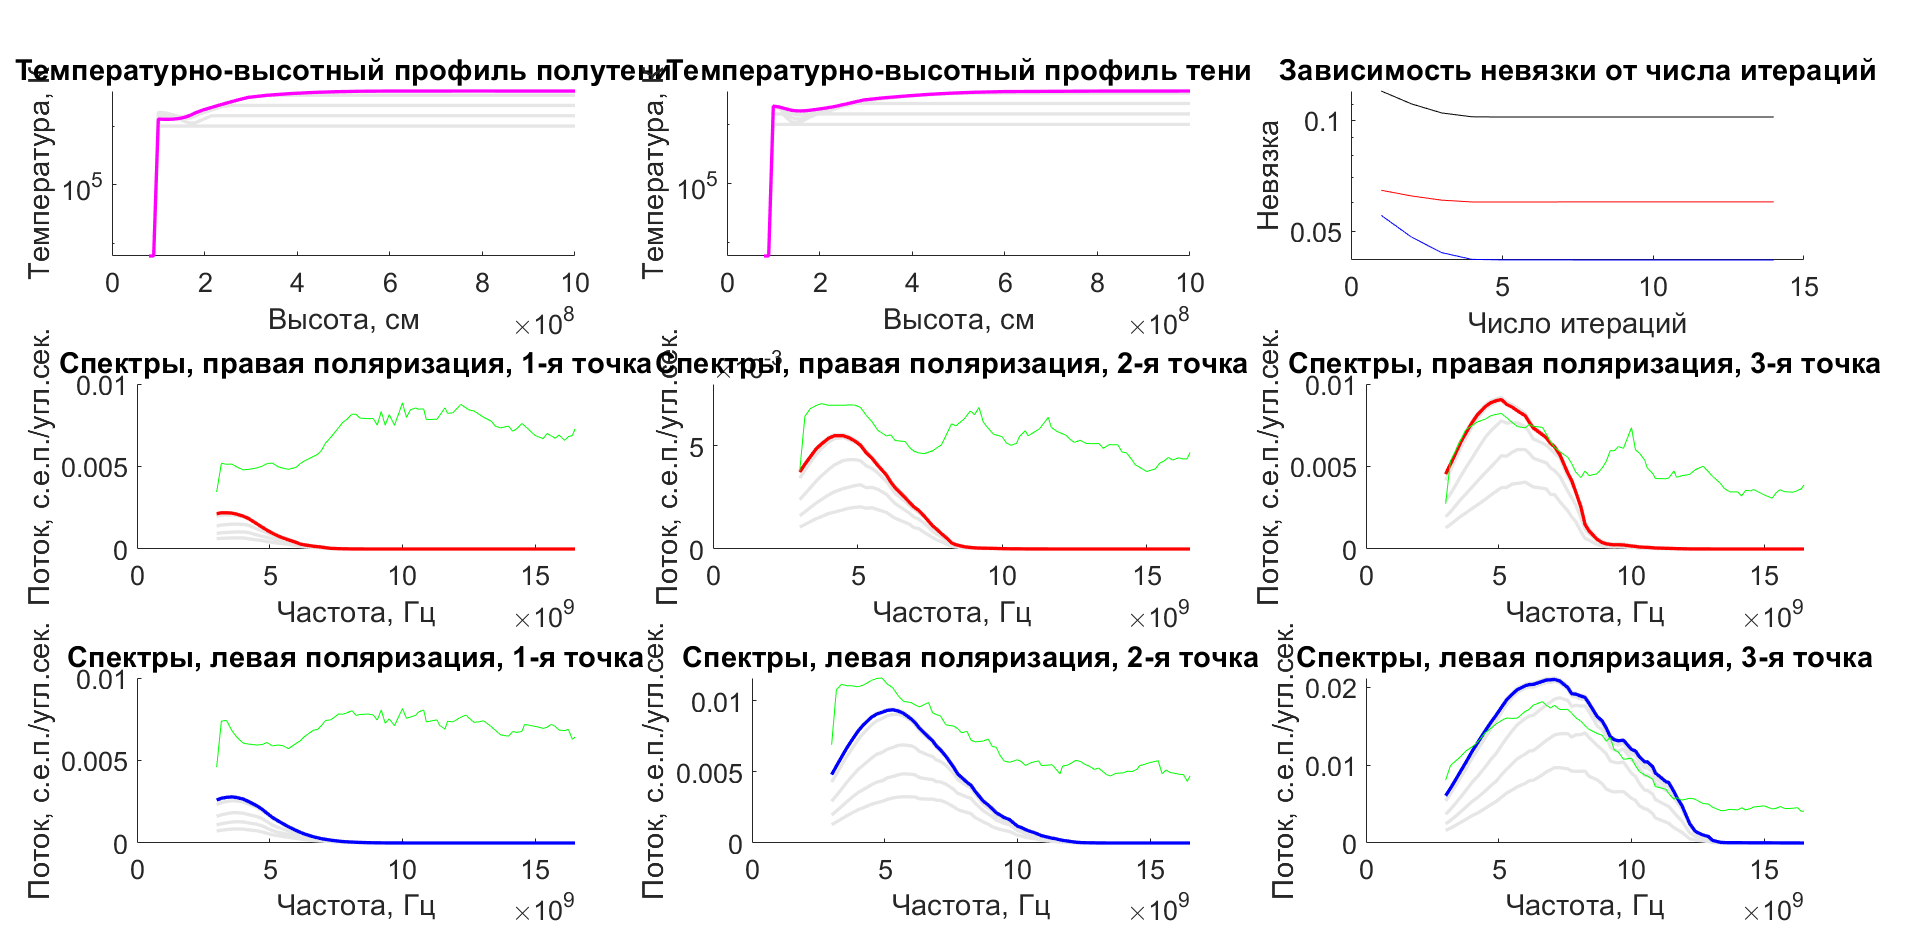 Температурно-высотный профиль полутени
Температура, К
10^5
0 2 4 6 8 10
×10^8
Высота, см
Температурно-высотный профиль тени
Температура, К
10^5
0 2 4 6 8 10
×10^8
Высота, см
Зависимость невязки от числа итераций
Невязка
0.1
0.05
0 5 10 15
Число итераций
Спектры, правая поляризация, 1-я точка
Поток, с.е.п./угл.сек.
0.01
0.005
0
0 5 10 15
×10^9
Частота, Гц
Спектры, правая поляризация, 2-я точка
×10^-3
Поток, с.е.п./угл.сек.
5
0
0 5 10 15
×10^9
Частота, Гц
Спектры, правая поляризация, 3-я точка
Поток, с.е.п./угл.сек.
0.01
0.005
0
0 5 10 15
×10^9
Частота, Гц
Спектры, левая поляризация, 1-я точка
Поток, с.е.п./угл.сек.
0.01
0.005
0
0 5 10 15
×10^9
Частота, Гц
Спектры, левая поляризация, 2-я точка
Поток, с.е.п./угл.сек.
0.01
0.005
0
0 5 10 15
×10^9
Частота, Гц
Спектры, левая поляризация, 3-я точка
Поток, с.е.п./угл.сек.
0.02
0.01
0
0 5 10 15
×10^9
Частота, Гц